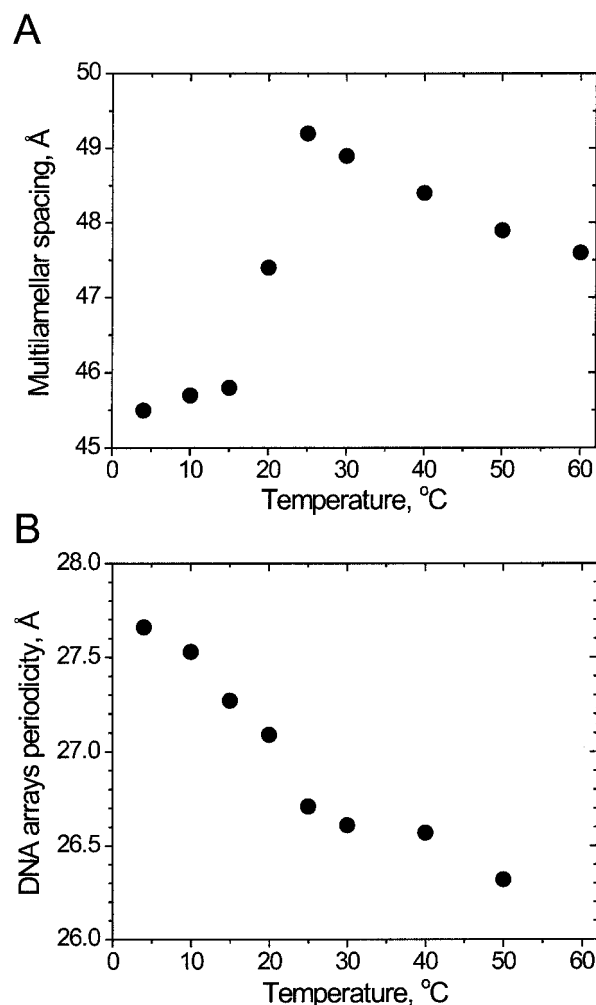 A
50
49
48
47
46
45
Multilamellar spacing, Å
0 10 20 30 40 50 60
Temperature, °C
B
28.0
27.5
27.0
26.5
26.0
DNA arrays periodicity, Å
0 10 20 30 40 50 60
Temperature, °C